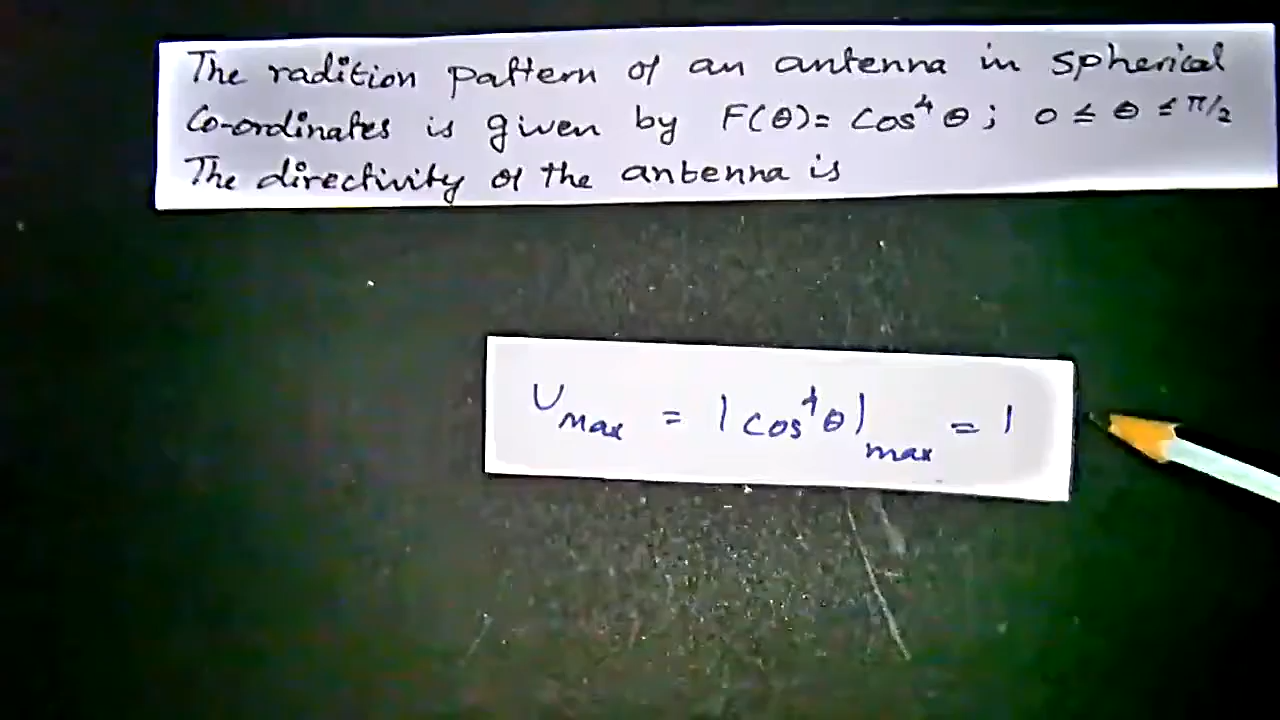 The radition pattern of an antenna in spherical
Co-ordinates is given by F(θ)= cos⁴θ; 0 ≤ θ ≤ π/2
The directivity of the antenna is
U max = |cos⁴θ| max = 1